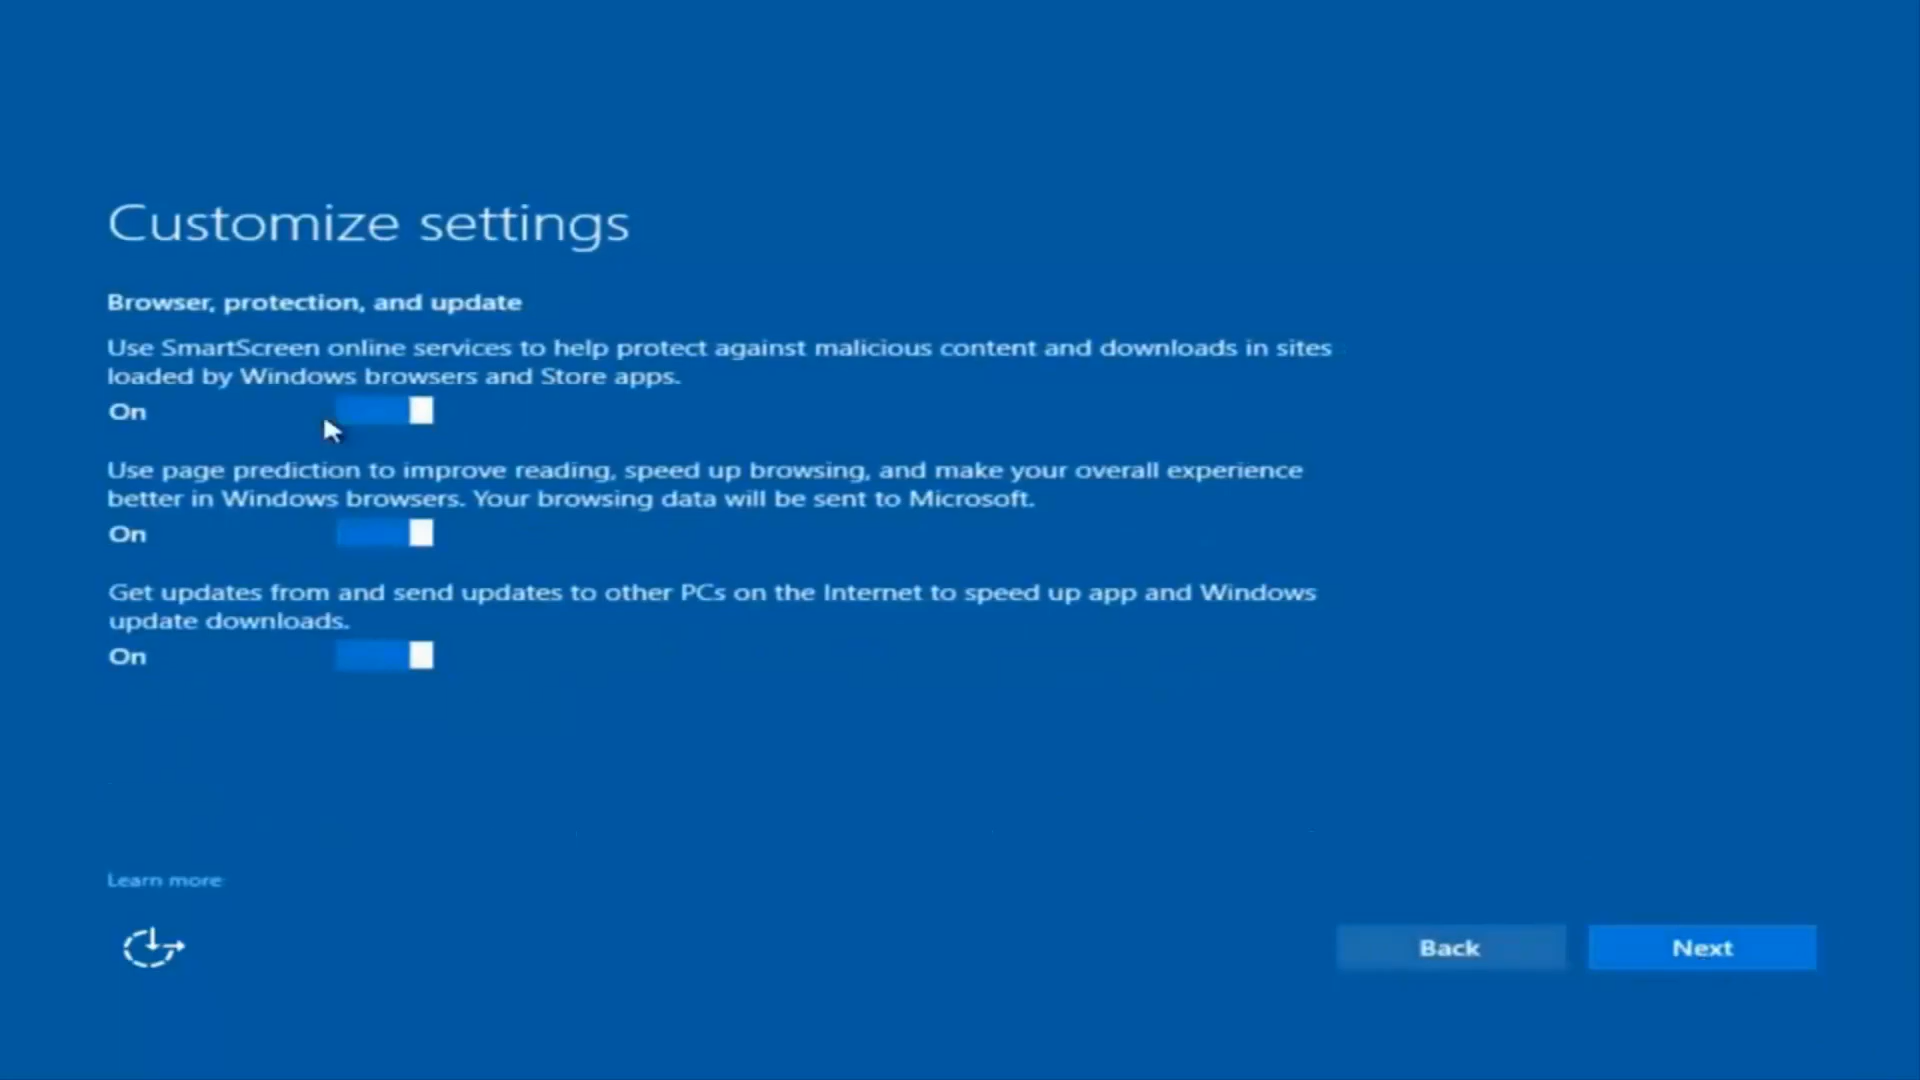 Customize settings
Browser, protection, and update
Use SmartScreen online services to help protect against malicious content and downloads in sites
loaded by Windows browsers and Store apps.
On
Use page prediction to improve reading, speed up browsing, and make your overall experience
better in Windows browsers. Your browsing data will be sent to Microsoft.
On
Get updates from and send updates to other PCs on the Internet to speed up app and Windows
update downloads.
On
Learn more
Back
Next